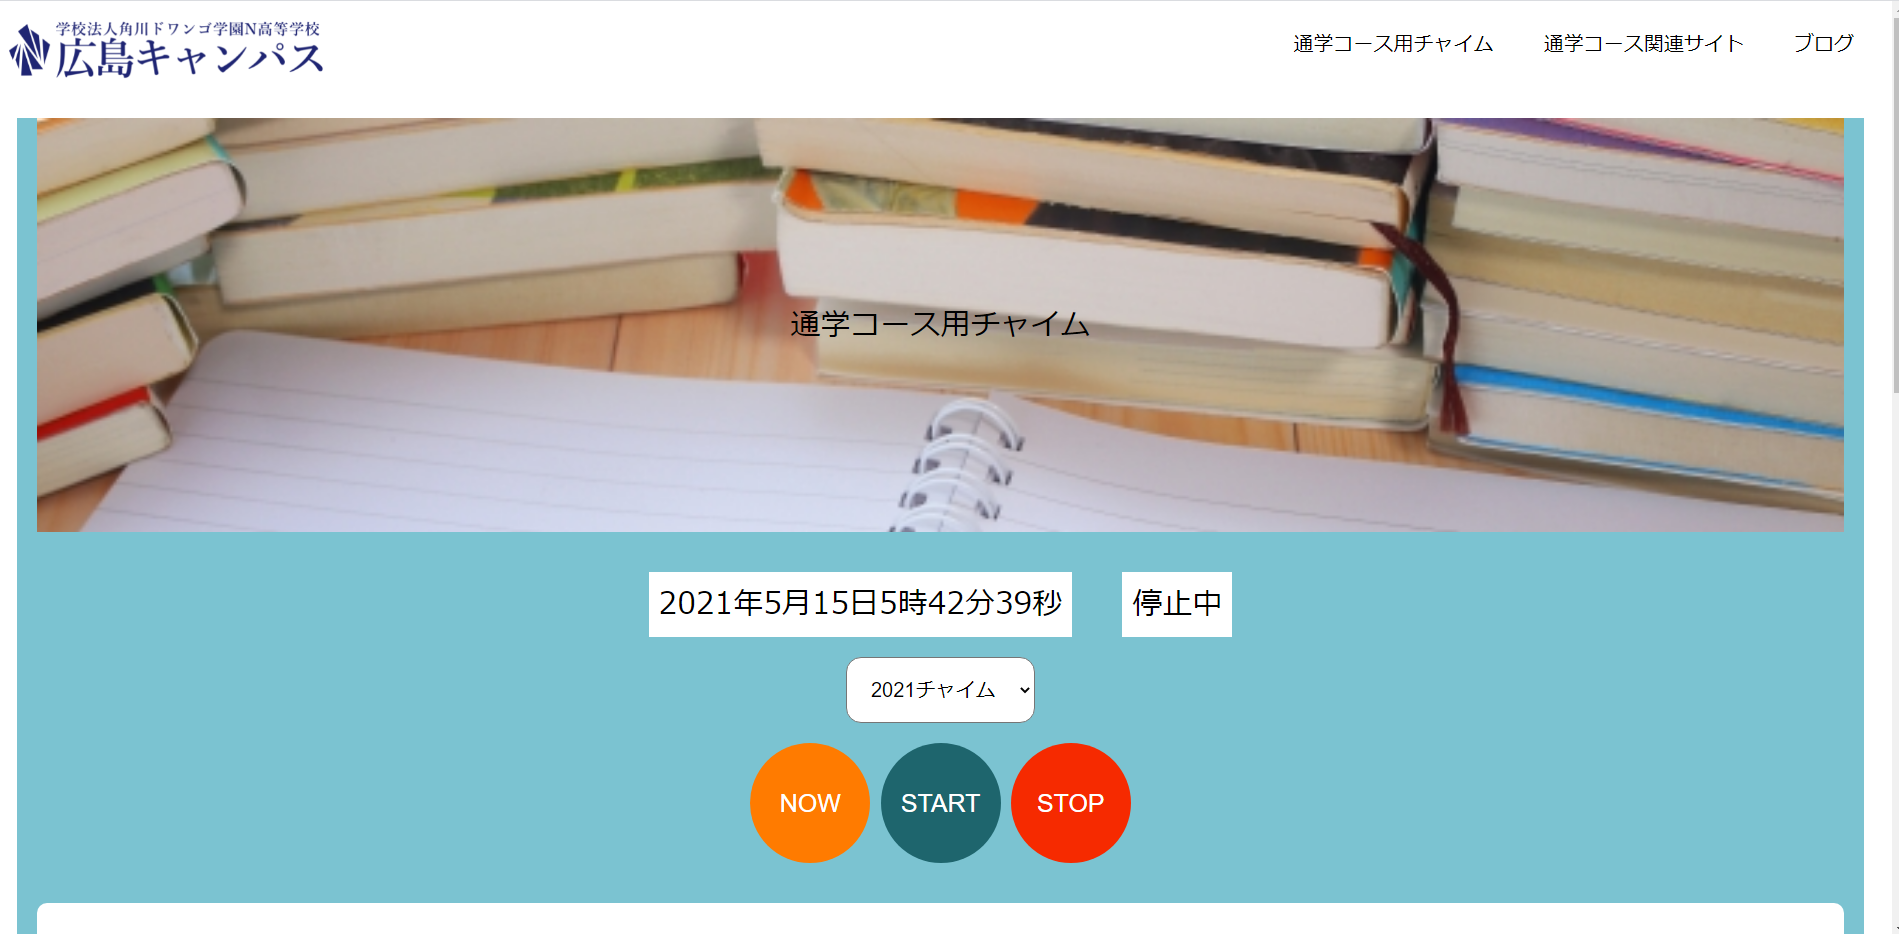 学校法人角川ドワンゴ学園N高等学校
広島キャンパス
通学コース用チャイム
通学コース関連サイト
ブログ
通学コース用チャイム
2021年5月15日5時42分39秒
停止中
2021チャイム
NOW
START
STOP